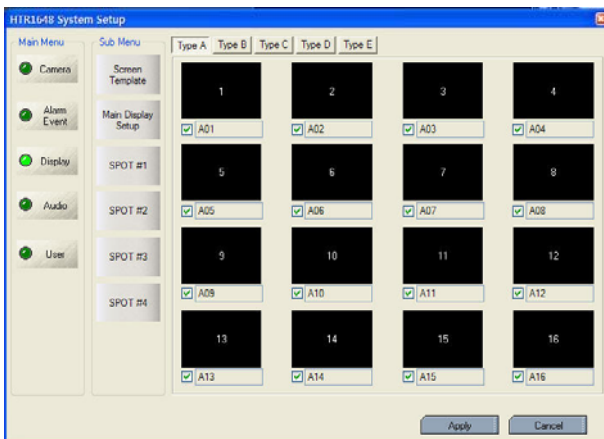 HTR1648 System Setup
Main Menu
Camera
Alarm
Event
Display
Audio
User
Sub Menu
Screen
Template
Main Display
Setup
SPOT #1
SPOT #2
SPOT #3
SPOT #4
Type A Type B Type C Type D Type E
1 2 3 4
A01 A02 A03 A04
5 6 7 8
A05 A06 A07 A08
9 10 11 12
A09 A10 A11 A12
13 14 15 16
A13 A14 A15 A16
Apply Cancel